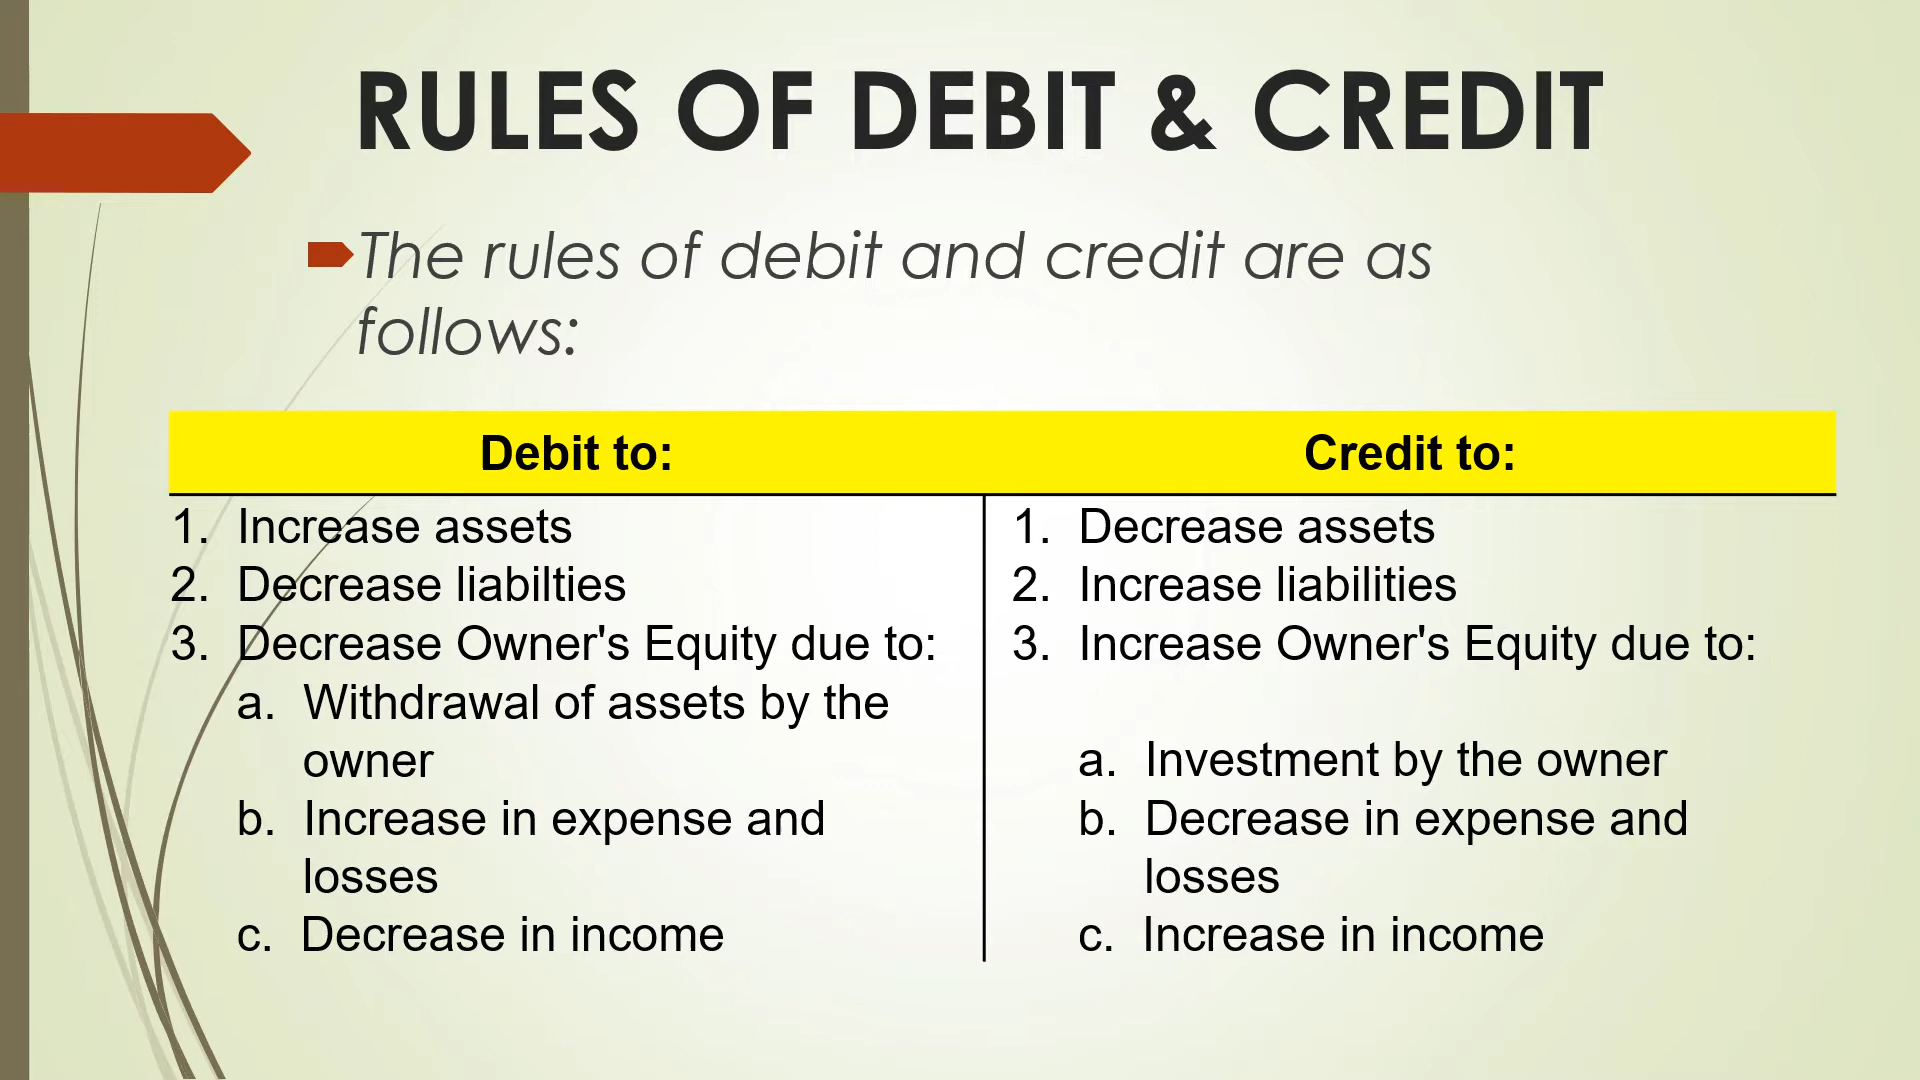 RULES OF DEBIT & CREDIT
The rules of debit and credit are as
follows:
Debit to:
1. Increase assets
2. Decrease liabilties
3. Decrease Owner's Equity due to:
a. Withdrawal of assets by the
owner
b. Increase in expense and
losses
c. Decrease in income
Credit to:
1. Decrease assets
2. Increase liabilities
3. Increase Owner's Equity due to:
a. Investment by the owner
b. Decrease in expense and
losses
c. Increase in income